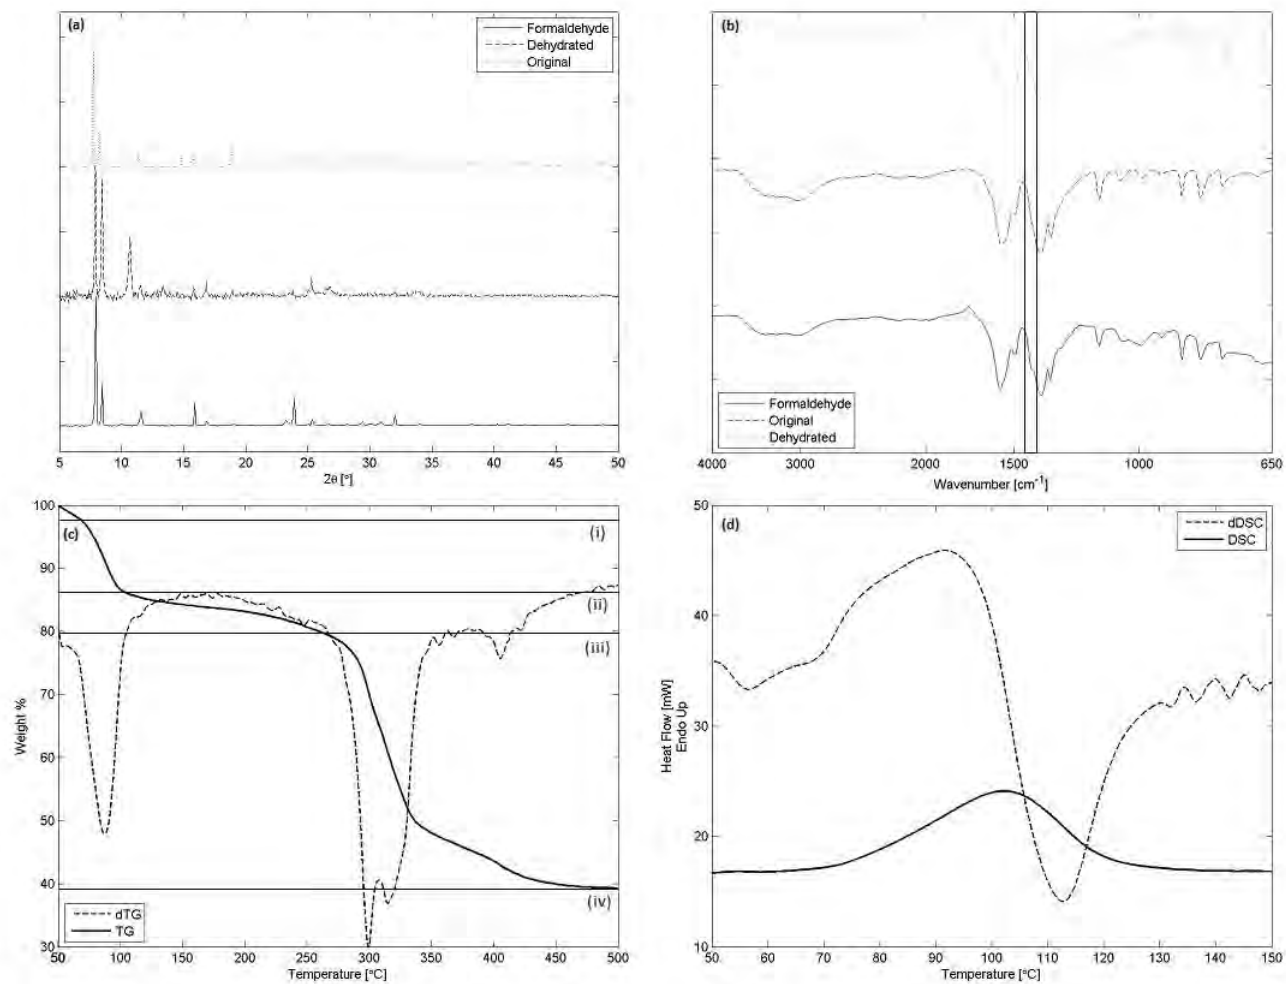 (a)
Formaldehyde
Dehydrated
Original
5 10 15 20 25 30 35 40 45 50
2θ [°]
(b)
Formaldehyde
Original
Dehydrated
4000 3000 2000 1500 1000 650
Wavenumber [cm-1]
100
90
80
70
60
50
40
30
Weight %
(c)
(i)
(ii)
(iii)
(iv)
dTG
TG
50 100 150 200 250 300 350 400 450 500
Temperature [°C]
50
40
30
20
10
Heat Flow [mW]
Endo Up
(d)
dDSC
DSC
50 60 70 80 90 100 110 120 130 140 150
Temperature [°C]